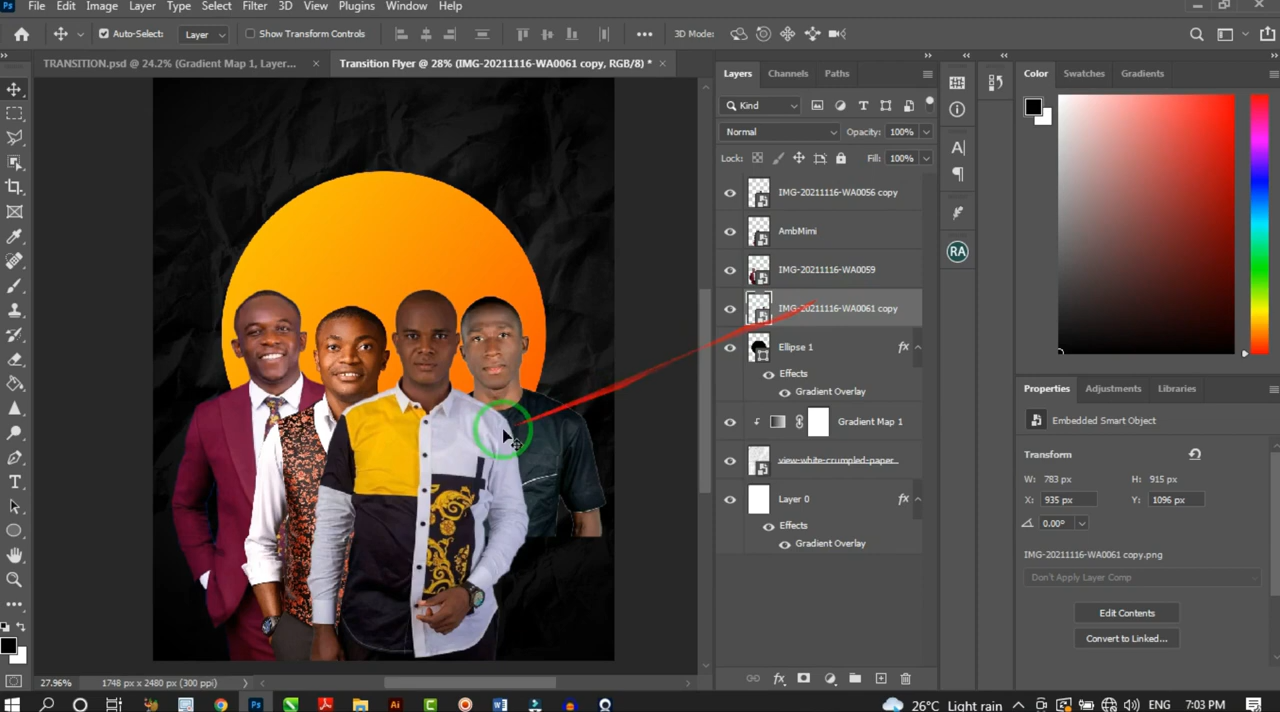 Ps File Edit Image Layer Type Select Filter 3D View Plugins Window Help
Auto-Select: Layer Show Transform Controls 3D Mode:
TRANSITION.psd @ 24.2% (Gradient Map 1, Layer... Transition Flyer @ 28% (IMG-20211116-WA0061 copy, RGB/8) *
Layers Channels Paths
Kind
Normal Opacity: 100%
Lock: Fill: 100%
IMG-20211116-WA0056 copy
AmbMimi
IMG-20211116-WA0059
IMG-20211116-WA0061 copy
Ellipse 1 fx
Effects
Gradient Overlay
Gradient Map 1
view-white-crumpled-paper
Layer 0 fx
Effects
Gradient Overlay
RA
Color Swatches Gradients
Properties Adjustments Libraries
Embedded Smart Object
Transform
W: 783 px H: 915 px
X: 935 px Y: 1096 px
0.00°
IMG-20211116-WA0061 copy.png
Don't Apply Layer Comp
Edit Contents
Convert to Linked...
27.96% 1748 px x 2480 px (300 ppi)
fx
Ps Ai W 26°C Light rain ENG 7:03 PM